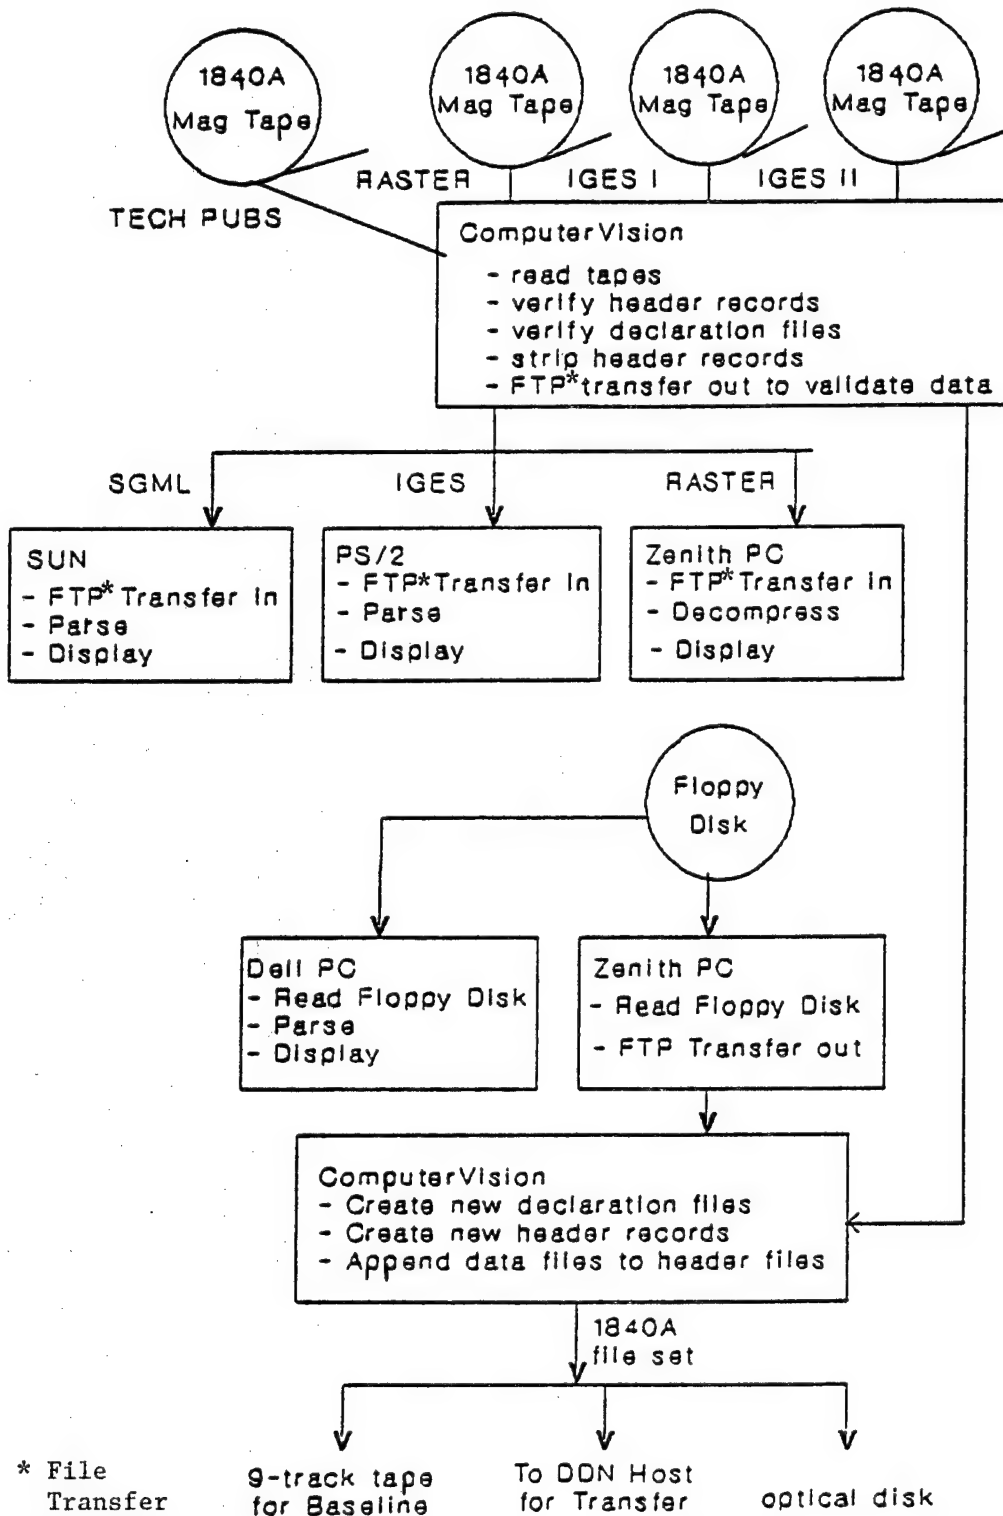 1840A
Mag Tape
1840A
Mag Tape
1840A
Mag Tape
1840A
Mag Tape
TECH PUBS
RASTER
IGES I
IGES II
ComputerVision
- read tapes
- verify header records
- verify declaration files
- strip header records
- FTP* transfer out to validate data
SGML
IGES
RASTER
SUN
- FTP* Transfer in
- Parse
- Display
PS/2
- FTP* Transfer in
- Parse
- Display
Zenith PC
- FTP* Transfer in
- Decompress
- Display
Floppy
Disk
Dell PC
- Read Floppy Disk
- Parse
- Display
Zenith PC
- Read Floppy Disk
- FTP Transfer out
ComputerVision
- Create new declaration files
- Create new header records
- Append data files to header files
1840A
file set
* File
Transfer
9-track tape
for Baseline
To DDN Host
for Transfer
optical disk